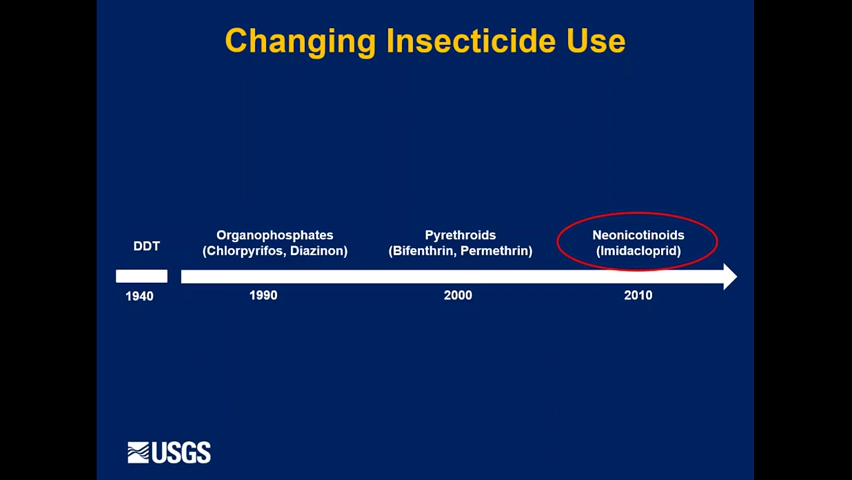 Changing Insecticide Use
DDT
Organophosphates
(Chlorpyrifos, Diazinon)
Pyrethroids
(Bifenthrin, Permethrin)
Neonicotinoids
(Imidacloprid)
1940
1990
2000
2010
USGS